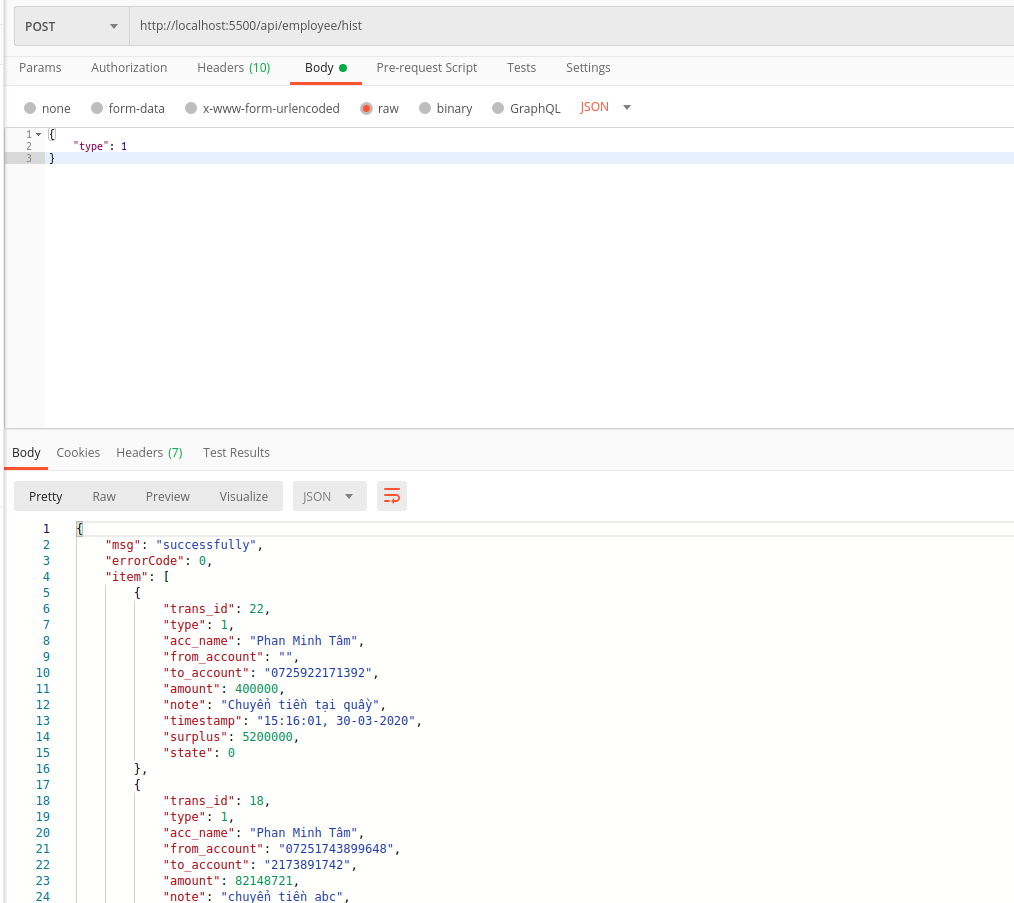 POST http://localhost:5500/api/employee/hist
Params Authorization Headers (10) Body Pre-request Script Tests Settings
none form-data x-www-form-urlencoded raw binary GraphQL JSON
1 {
2 "type": 1
3 }
Body Cookies Headers (7) Test Results
Pretty Raw Preview Visualize JSON
1 {
2 "msg": "successfully",
3 "errorCode": 0,
4 "item": [
5 {
6 "trans_id": 22,
7 "type": 1,
8 "acc_name": "Phan Minh Tâm",
9 "from_account": "",
10 "to_account": "0725922171392",
11 "amount": 400000,
12 "note": "Chuyển tiền tại quầy",
13 "timestamp": "15:16:01, 30-03-2020",
14 "surplus": 5200000,
15 "state": 0
16 },
17 {
18 "trans_id": 18,
19 "type": 1,
20 "acc_name": "Phan Minh Tâm",
21 "from_account": "07251743899648",
22 "to_account": "2173891742",
23 "amount": 82148721,
24 "note": "chuyển tiền abc",